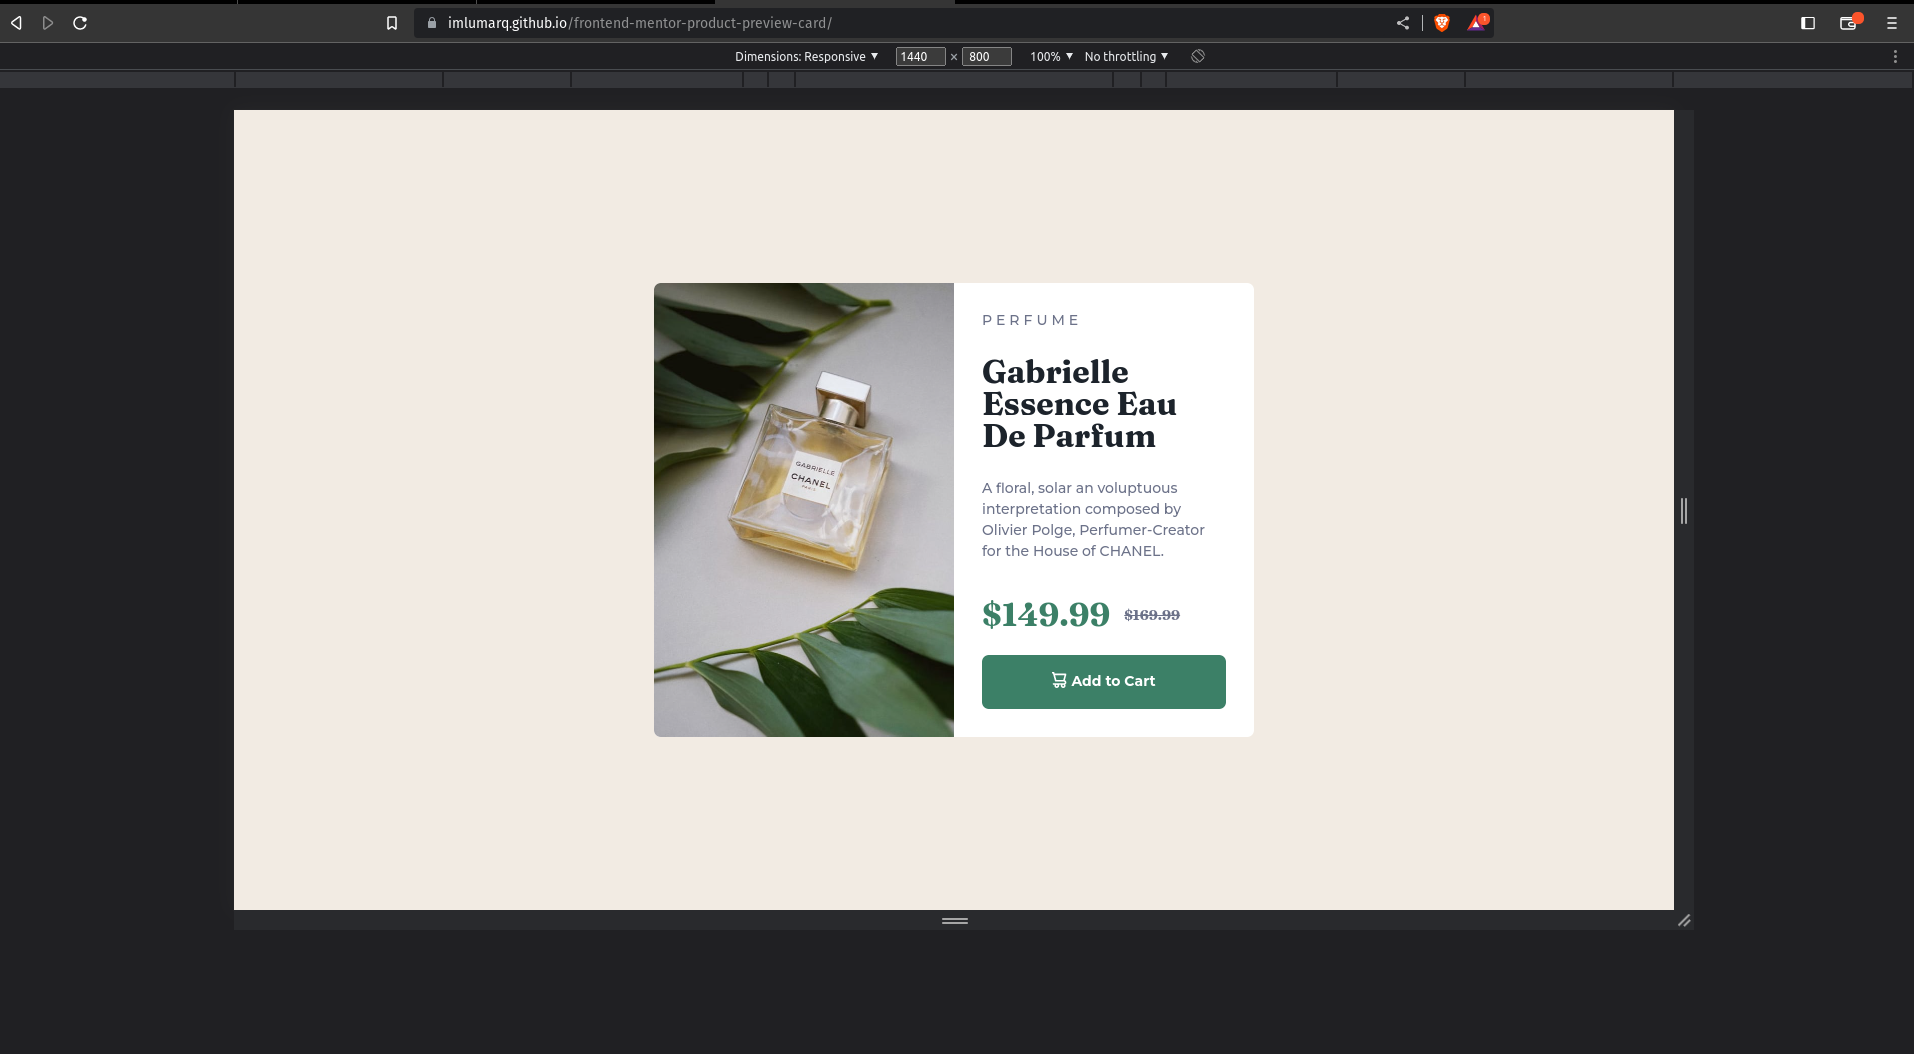 imlumarq.github.io/frontend-mentor-product-preview-card/
1
Dimensions: Responsive ▼ 1440 × 800 100% ▼ No throttling ▼
PERFUME
Gabrielle
Essence Eau
De Parfum
A floral, solar an voluptuous
interpretation composed by
Olivier Polge, Perfumer-Creator
for the House of CHANEL.
$149.99 $169.99
Add to Cart
GABRIELLE
CHANEL
PARIS